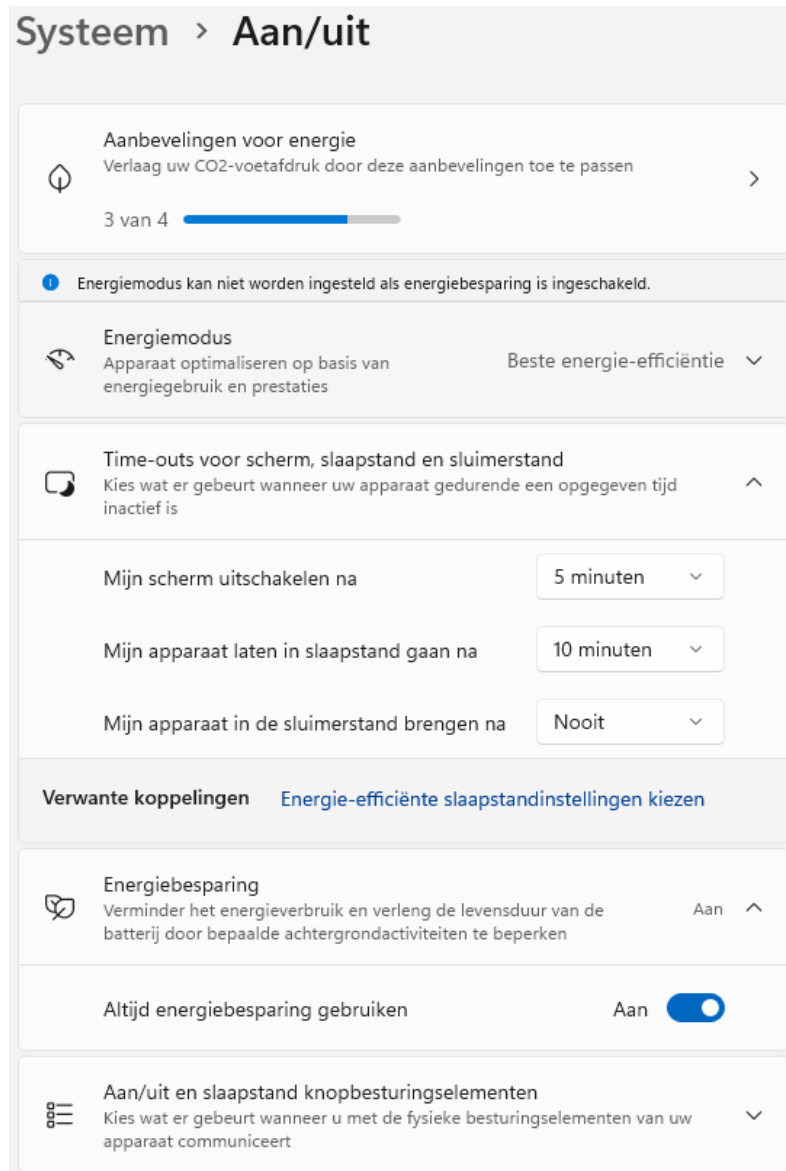 Systeem > Aan/uit
Aanbevelingen voor energie
Verlaag uw CO2-voetafdruk door deze aanbevelingen toe te passen
3 van 4
Energiemodus kan niet worden ingesteld als energiebesparing is ingeschakeld.
Energiemodus
Apparaat optimaliseren op basis van
energiegebruik en prestaties
Beste energie-efficiëntie
Time-outs voor scherm, slaapstand en sluimerstand
Kies wat er gebeurt wanneer uw apparaat gedurende een opgegeven tijd
inactief is
Mijn scherm uitschakelen na 5 minuten
Mijn apparaat laten in slaapstand gaan na 10 minuten
Mijn apparaat in de sluimerstand brengen na Nooit
Verwante koppelingen Energie-efficiënte slaapstandinstellingen kiezen
Energiebesparing
Verminder het energieverbruik en verleng de levensduur van de
batterij door bepaalde achtergrondactiviteiten te beperken
Aan
Altijd energiebesparing gebruiken Aan
Aan/uit en slaapstand knopbesturingselementen
Kies wat er gebeurt wanneer u met de fysieke besturingselementen van uw
apparaat communiceert